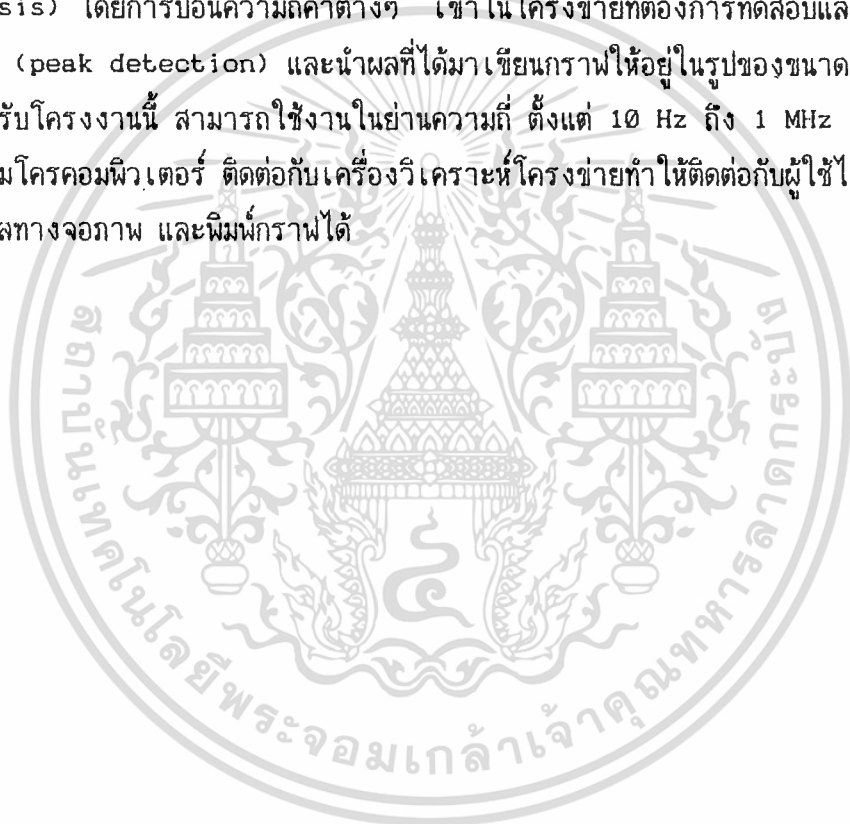 sis) โดยการป้อนความถี่ค่าต่างๆ เข้าในโครงข่ายที่ต้องการทดสอบแล
(peak detection) และนำผลที่ได้มาเขียนกราฟให้อยู่ในรูปของขนาด
รับโครงงานนี้ สามารถใช้งานในย่านความถี่ ตั้งแต่ 10 Hz ถึง 1 MHz
มโครคอมพิวเตอร์ ติดต่อกับเครื่องวิเคราะห์โครงข่ายทำให้ติดต่อกับผู้ใช้ไ
ลทางจอภาพ และพิมพ์กราฟได้
สถาบันเทคโนโลยีพระจอมเกล้าเจ้าคุณทหารลาดกระบัง